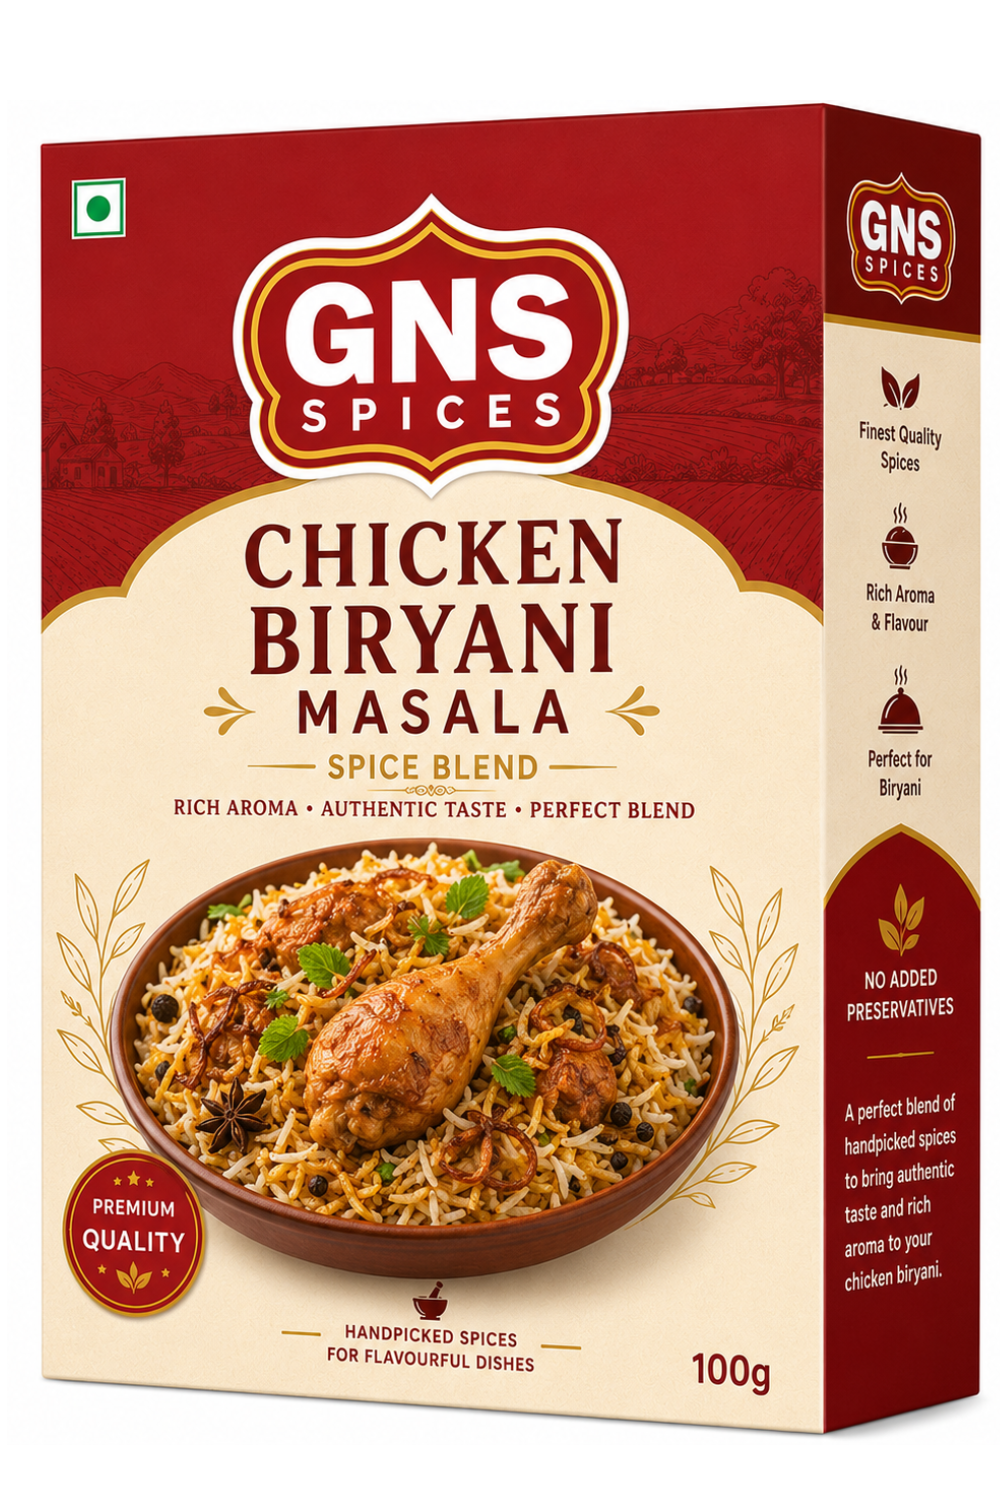 GNS
SPICES
CHICKEN
BIRYANI
MASALA
SPICE BLEND
RICH AROMA • AUTHENTIC TASTE • PERFECT BLEND
PREMIUM
QUALITY
HANDPICKED SPICES
FOR FLAVOURFUL DISHES
100g
GNS
SPICES
Finest Quality
Spices
Rich Aroma
& Flavour
Perfect for
Biryani
NO ADDED
PRESERVATIVES
A perfect blend of
handpicked spices
to bring authentic
taste and rich
aroma to your
chicken biryani.